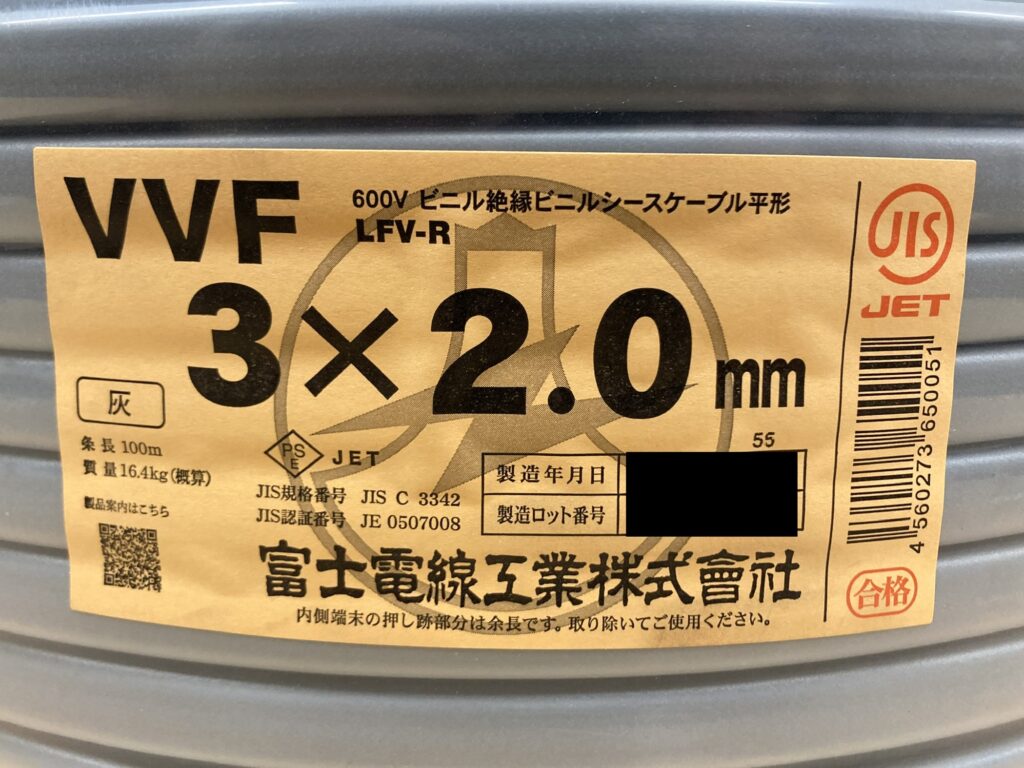 VVF
600V ビニル絶縁ビニルシースケーブル平形
LFV-R
3×2.0mm
灰
条長 100m
質量 16.4kg(概算)
製品案内はこちら
PSE JET
JIS規格番号 JIS C 3342
JIS認証番号 JE 0507008
55
製造年月日
製造ロット番号
富士電線工業株式會社
内側端末の押し跡部分は余長です。取り除いてご使用ください。
JIS
JET
4 560273 650051
合格